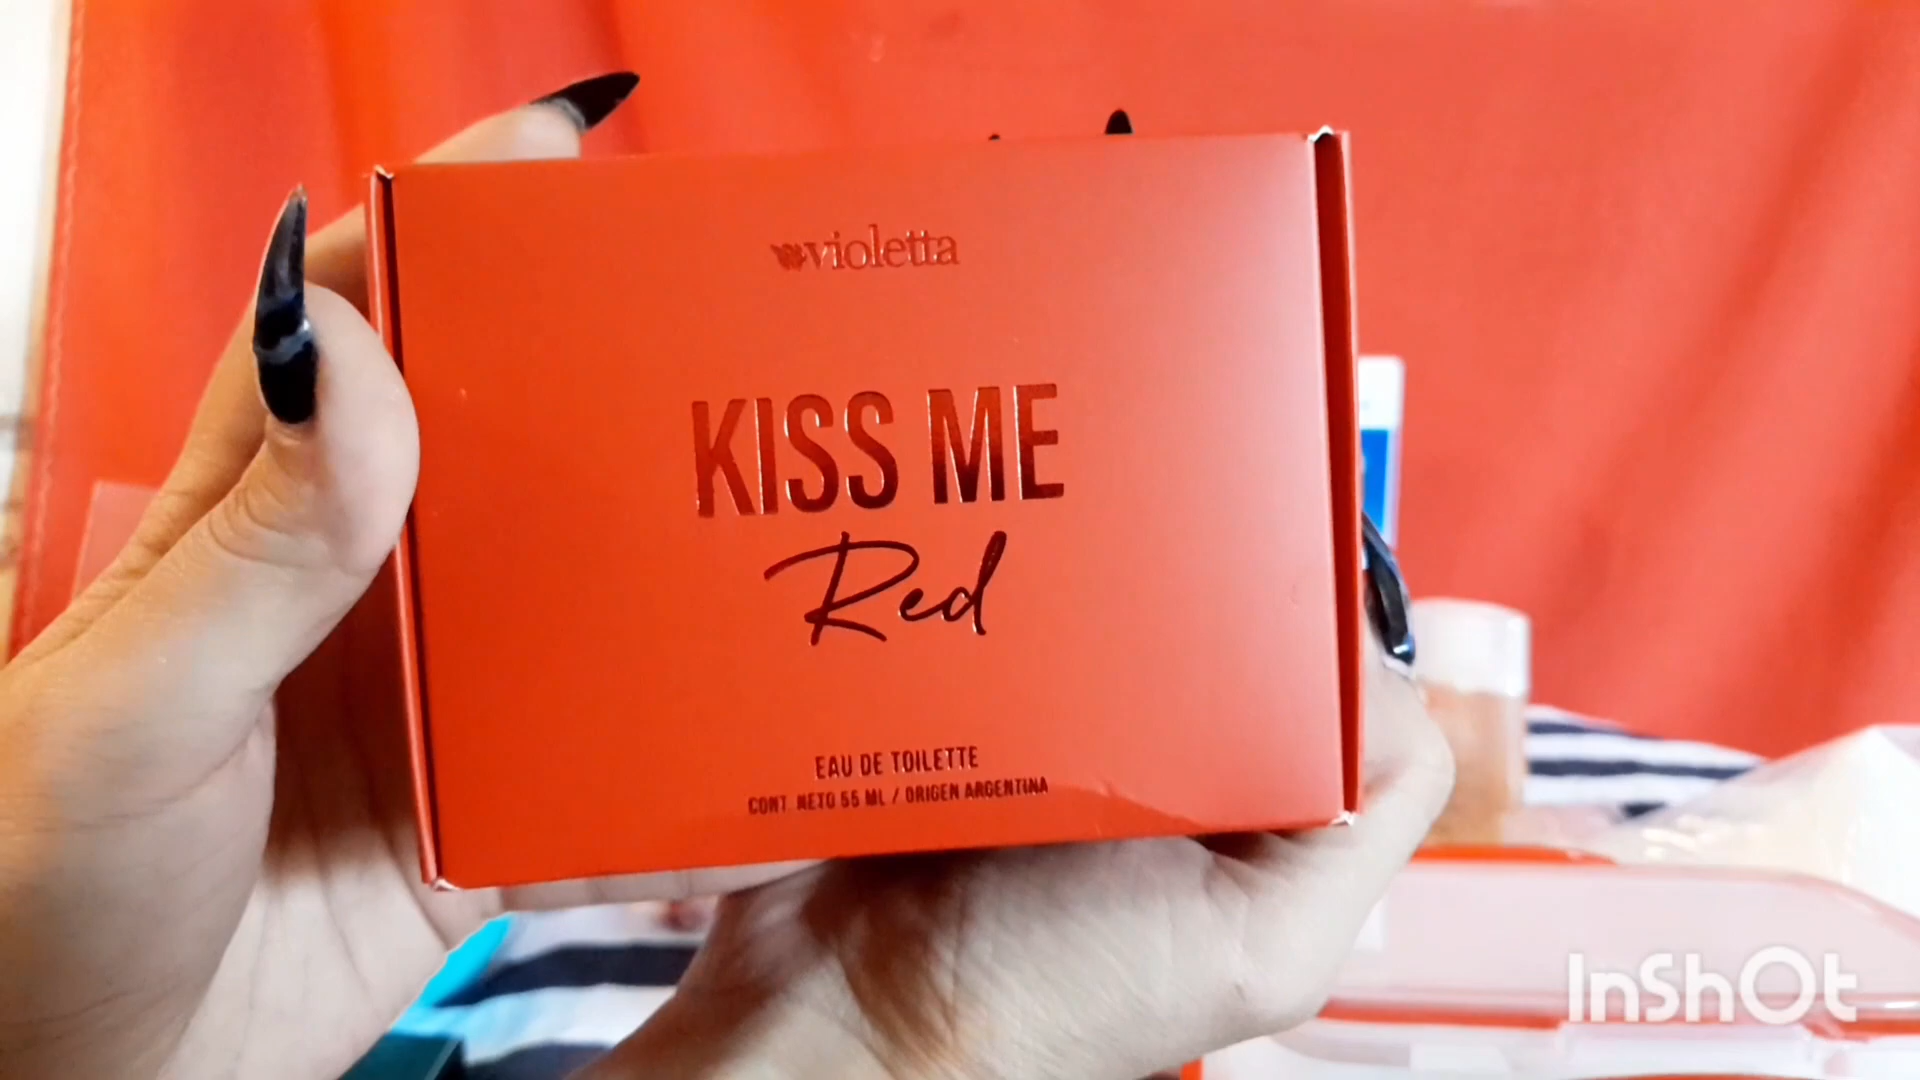 violetta
KISS ME
Red
EAU DE TOILETTE
CONT. NETO 55 ML / ORIGEN ARGENTINA
InShOt